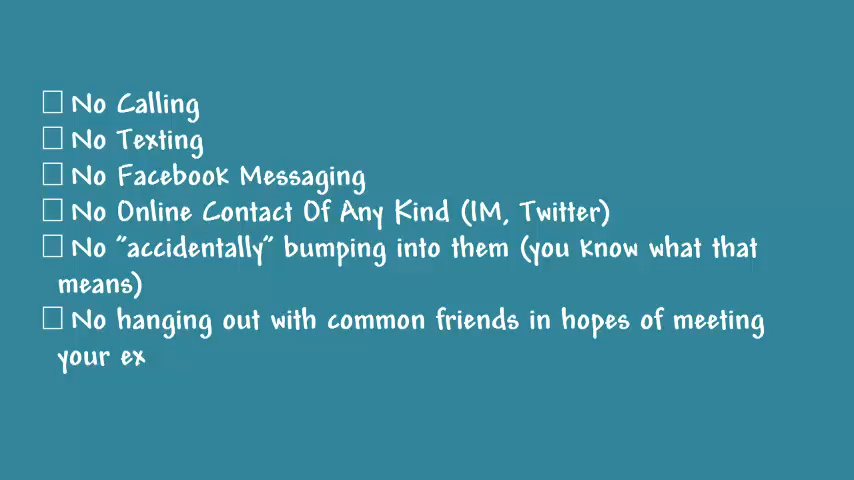 □ No Calling
□ No Texting
□ No Facebook Messaging
□ No Online Contact Of Any Kind (IM, Twitter)
□ No "accidentally" bumping into them (you know what that
means)
□ No hanging out with common friends in hopes of meeting
your ex